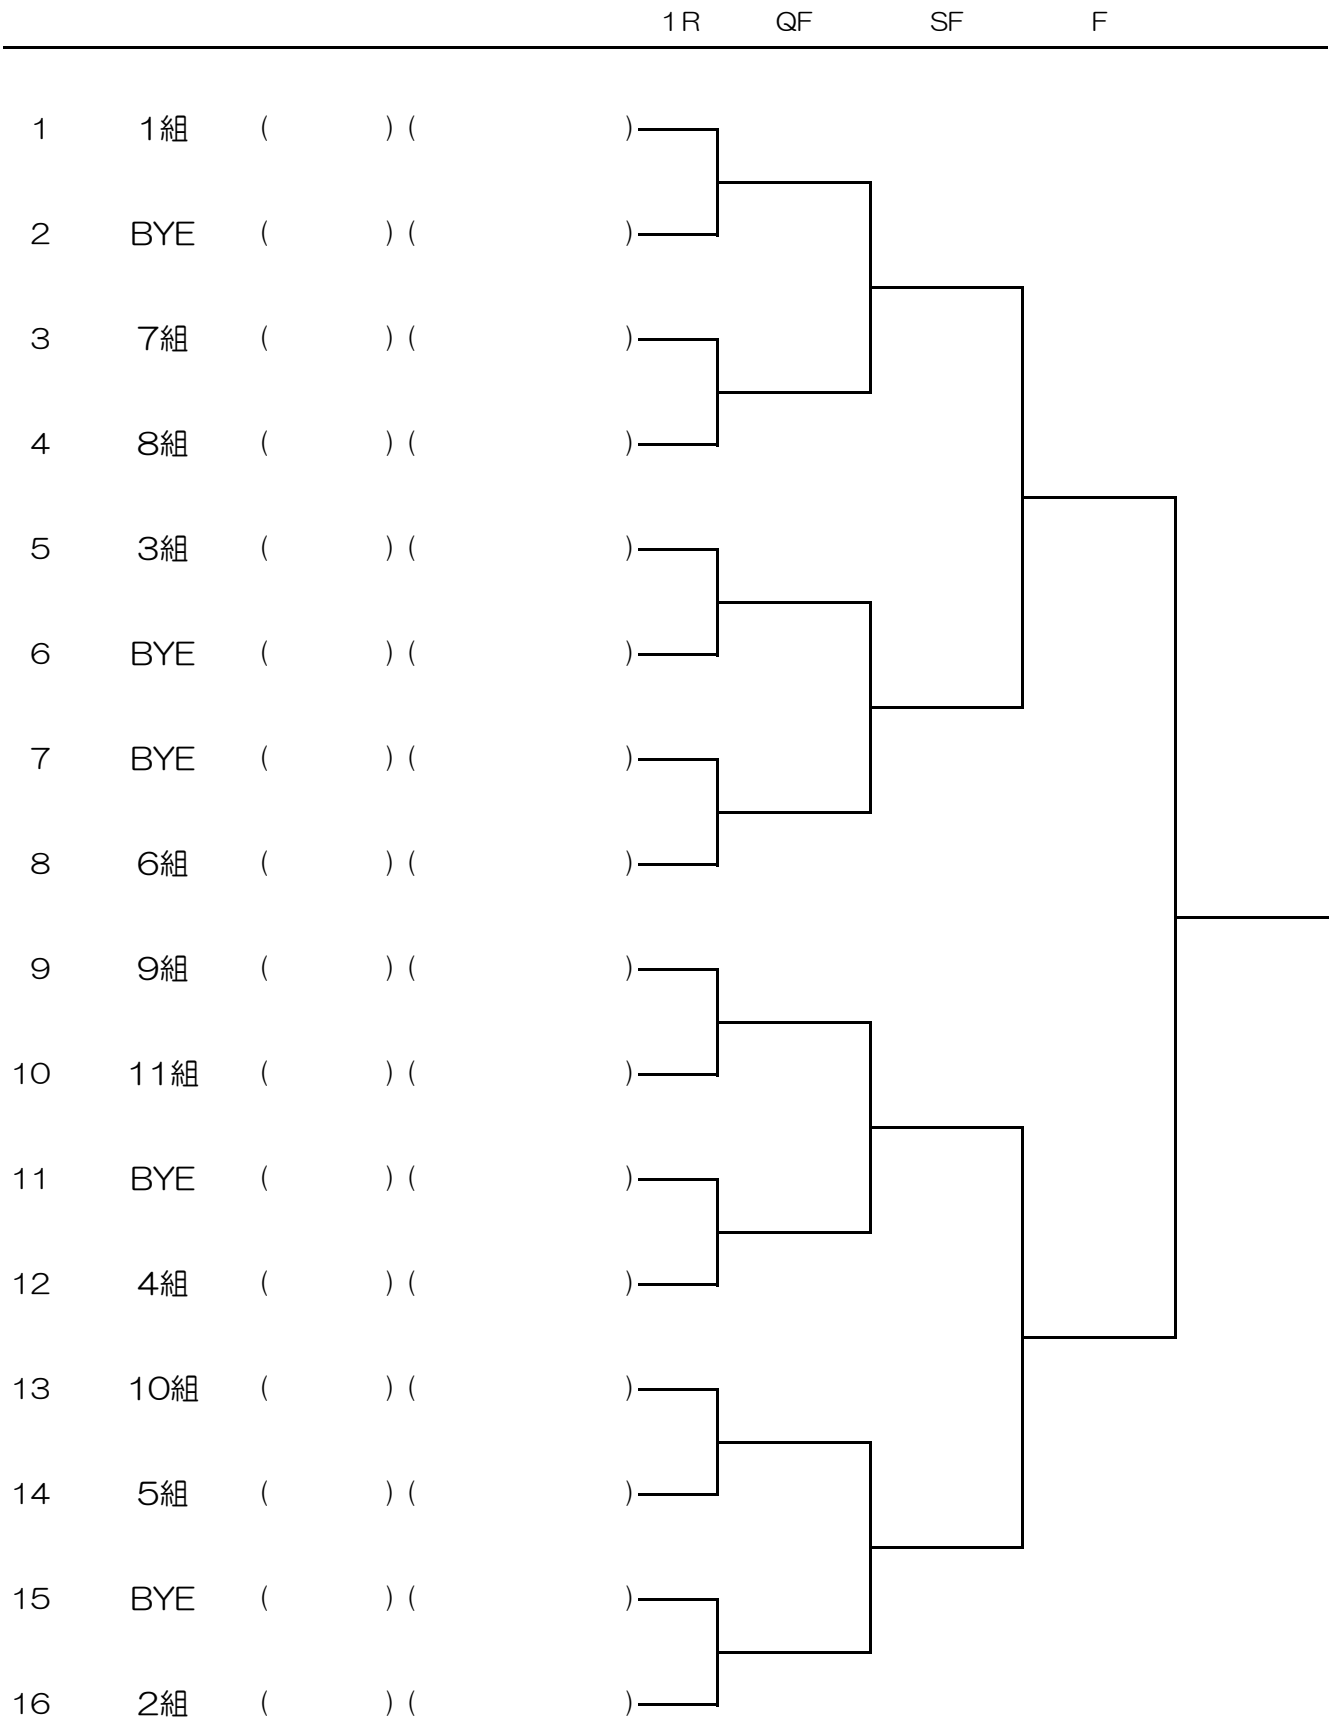 1R QF SF F
1 1組 ( ) ( )
2 BYE ( ) ( )
3 7組 ( ) ( )
4 8組 ( ) ( )
5 3組 ( ) ( )
6 BYE ( ) ( )
7 BYE ( ) ( )
8 6組 ( ) ( )
9 9組 ( ) ( )
10 11組 ( ) ( )
11 BYE ( ) ( )
12 4組 ( ) ( )
13 10組 ( ) ( )
14 5組 ( ) ( )
15 BYE ( ) ( )
16 2組 ( ) ( )